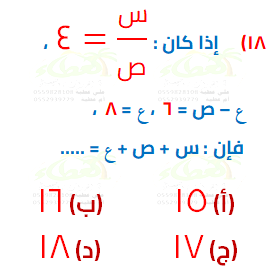 ١٨) إذا كان : س/ص = ٤ ،
ع – ص = ٦ ، ع = ٨ ،
فإن : س + ص + ع = .....
(أ) ١٥ (ب) ١٦
(ج) ١٧ (د) ١٨